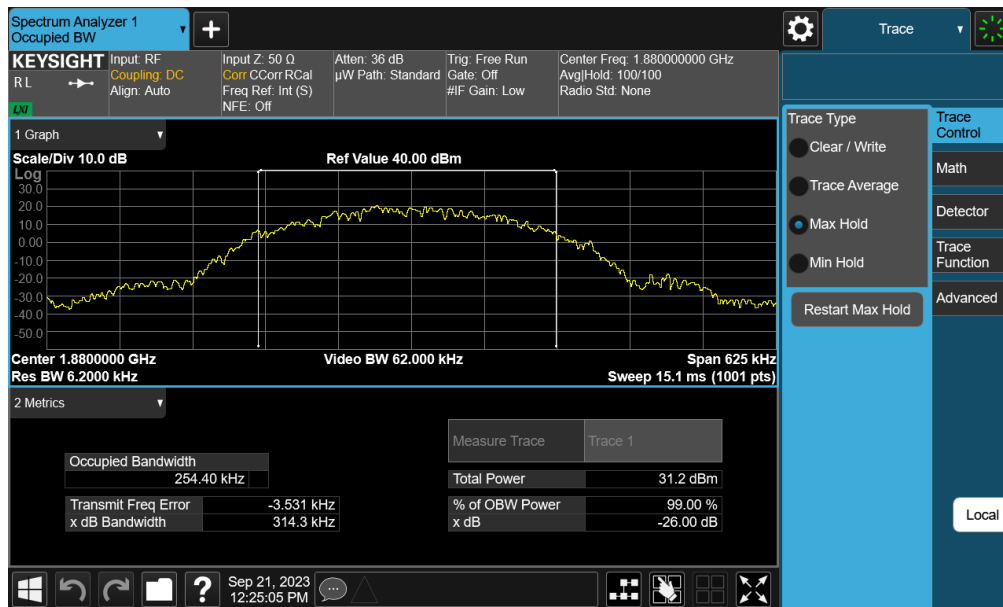 Spectrum Analyzer 1
Occupied BW
+
Trace
KEYSIGHT
R L
LXI
Input: RF
Coupling: DC
Align: Auto
Input Z: 50 Ω
Corr CCorr RCal
Freq Ref: Int (S)
NFE: Off
Atten: 36 dB
µW Path: Standard
Trig: Free Run
Gate: Off
#IF Gain: Low
Center Freq: 1.880000000 GHz
Avg|Hold: 100/100
Radio Std: None
1 Graph
Scale/Div 10.0 dB
Ref Value 40.00 dBm
Log
30.0
20.0
10.0
0.00
-10.0
-20.0
-30.0
-40.0
-50.0
Center 1.8800000 GHz
Video BW 62.000 kHz
Span 625 kHz
Res BW 6.2000 kHz
Sweep 15.1 ms (1001 pts)
2 Metrics
Measure Trace
Trace 1
Occupied Bandwidth
254.40 kHz
Total Power
31.2 dBm
Transmit Freq Error
-3.531 kHz
% of OBW Power
99.00 %
x dB Bandwidth
314.3 kHz
x dB
-26.00 dB
Trace Type
Clear / Write
Trace Average
Max Hold
Min Hold
Restart Max Hold
Trace
Control
Math
Detector
Trace
Function
Advanced
Local
?
Sep 21, 2023
12:25:05 PM